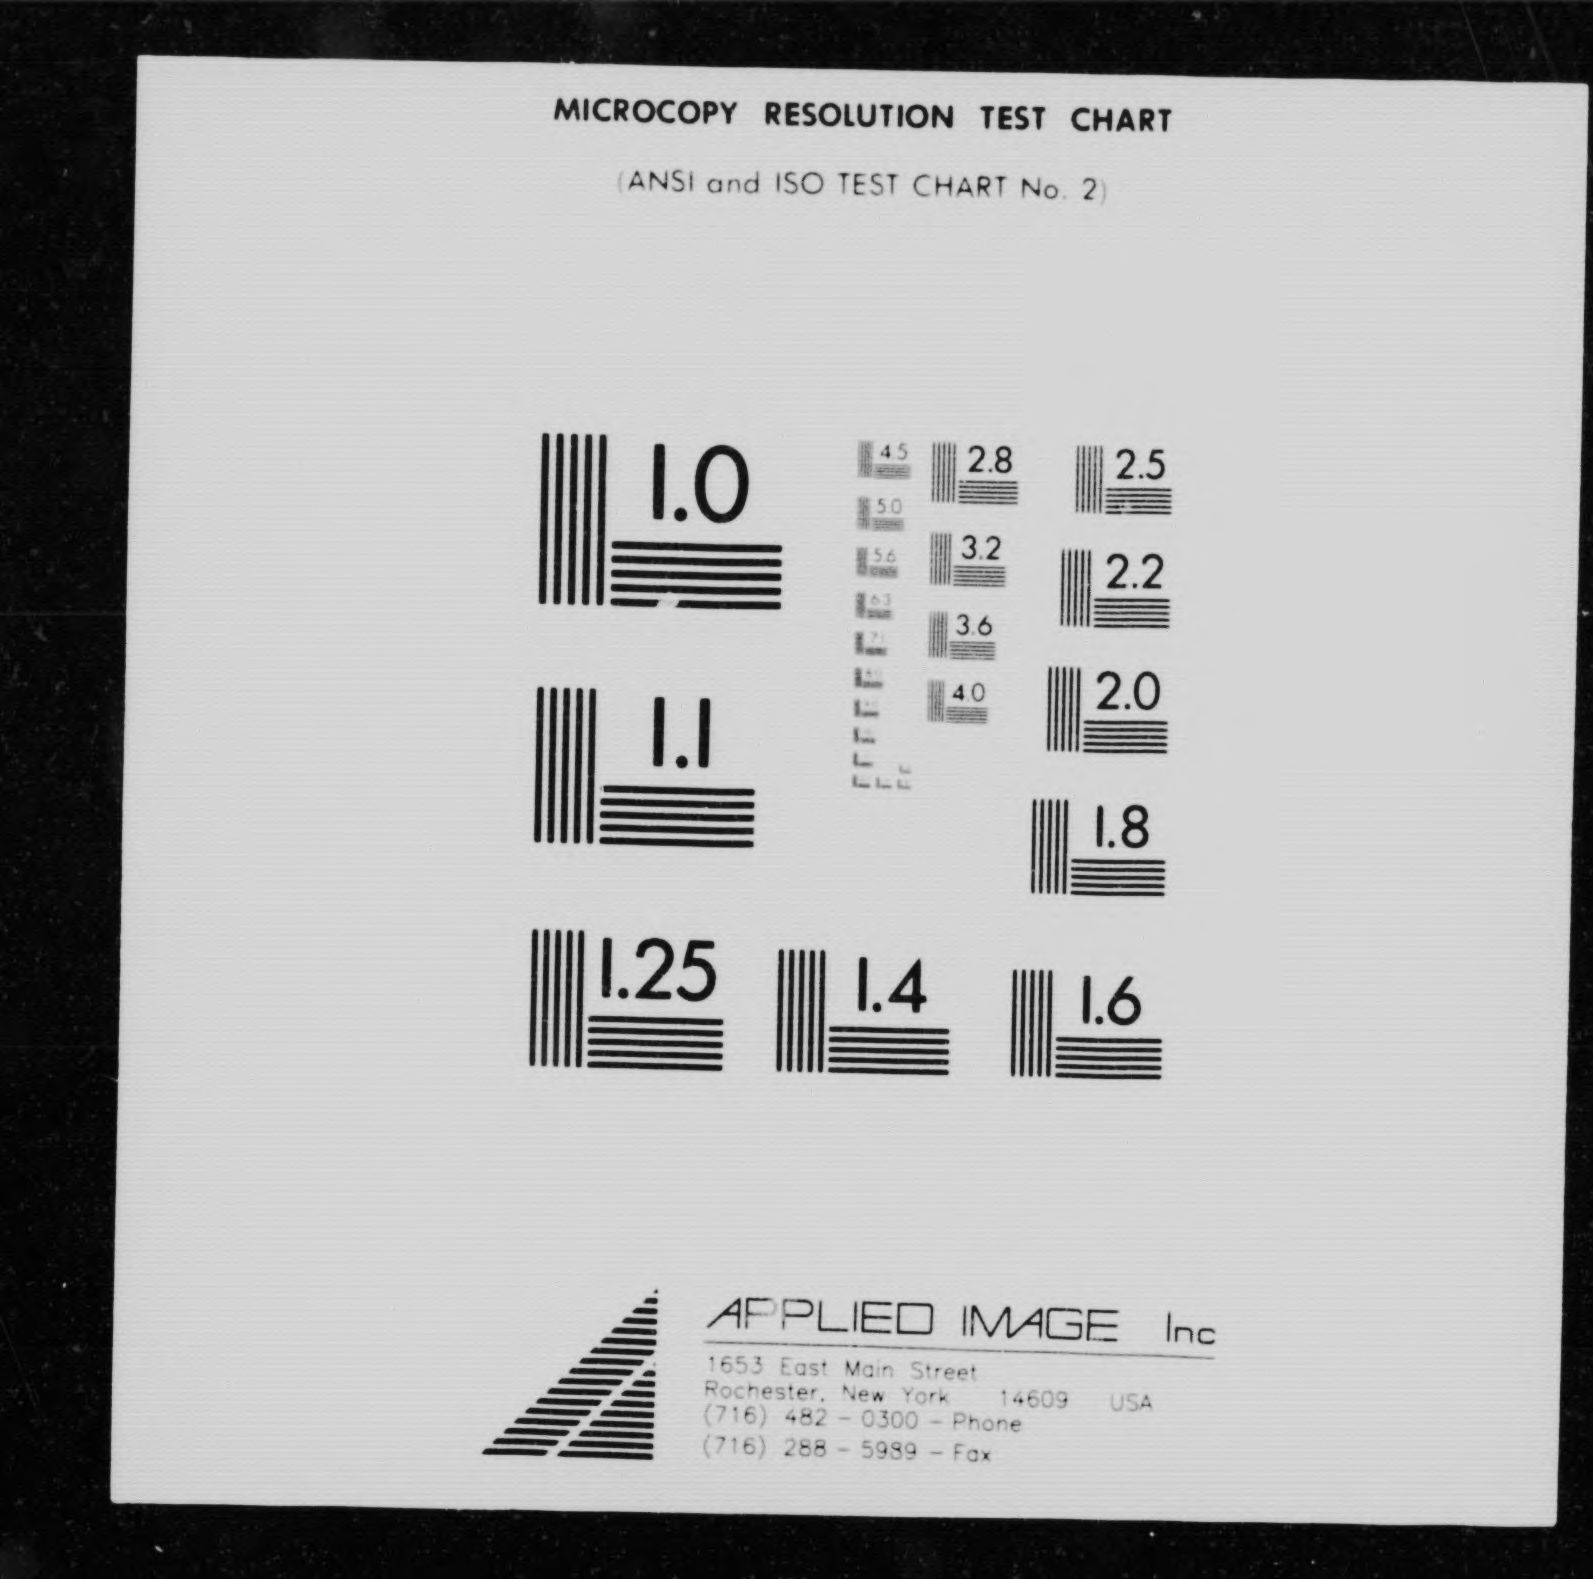 MICROCOPY RESOLUTION TEST CHART
(ANSI and ISO TEST CHART No. 2)
1.0
4.5
2.8
2.5
5.0
3.2
2.2
5.6
6.3
3.6
7.1
4.0
2.0
1.1
1.8
1.25
1.4
1.6
APPLIED IMAGE Inc
1653 East Main Street
Rochester, New York 14609 USA
(716) 482 - 0300 - Phone
(716) 288 - 5989 - Fax